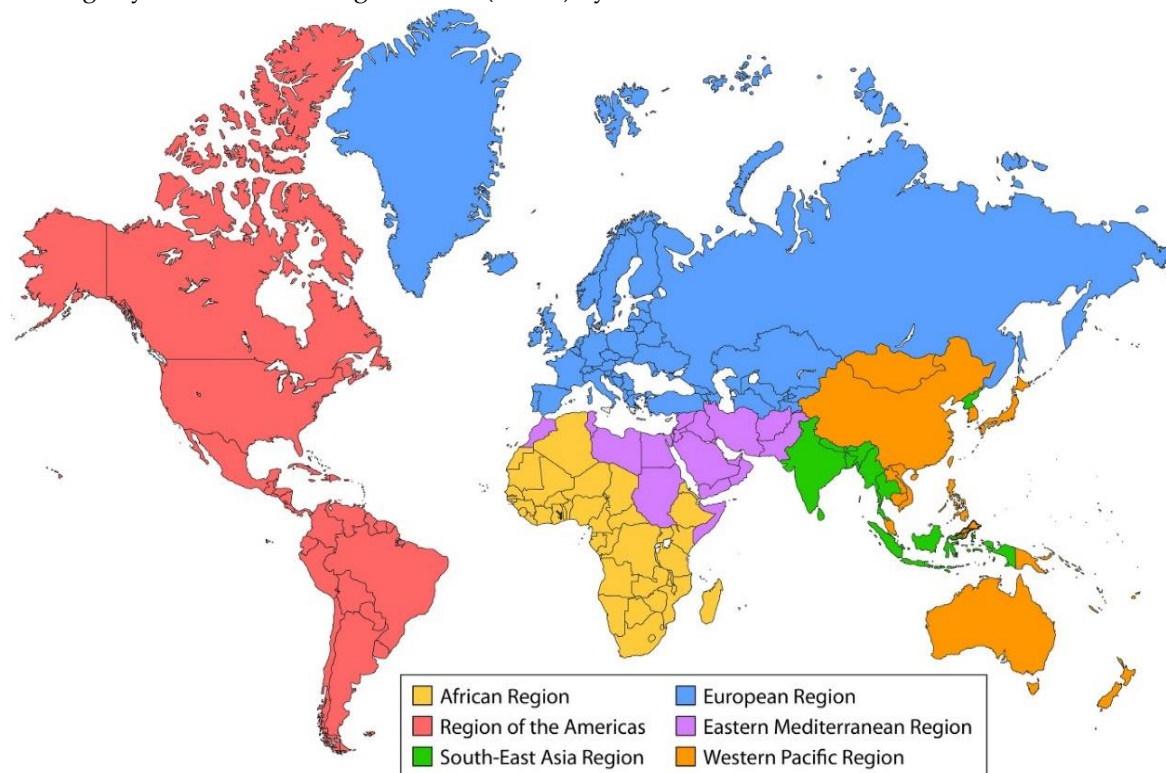 African Region
Region of the Americas
South-East Asia Region
European Region
Eastern Mediterranean Region
Western Pacific Region